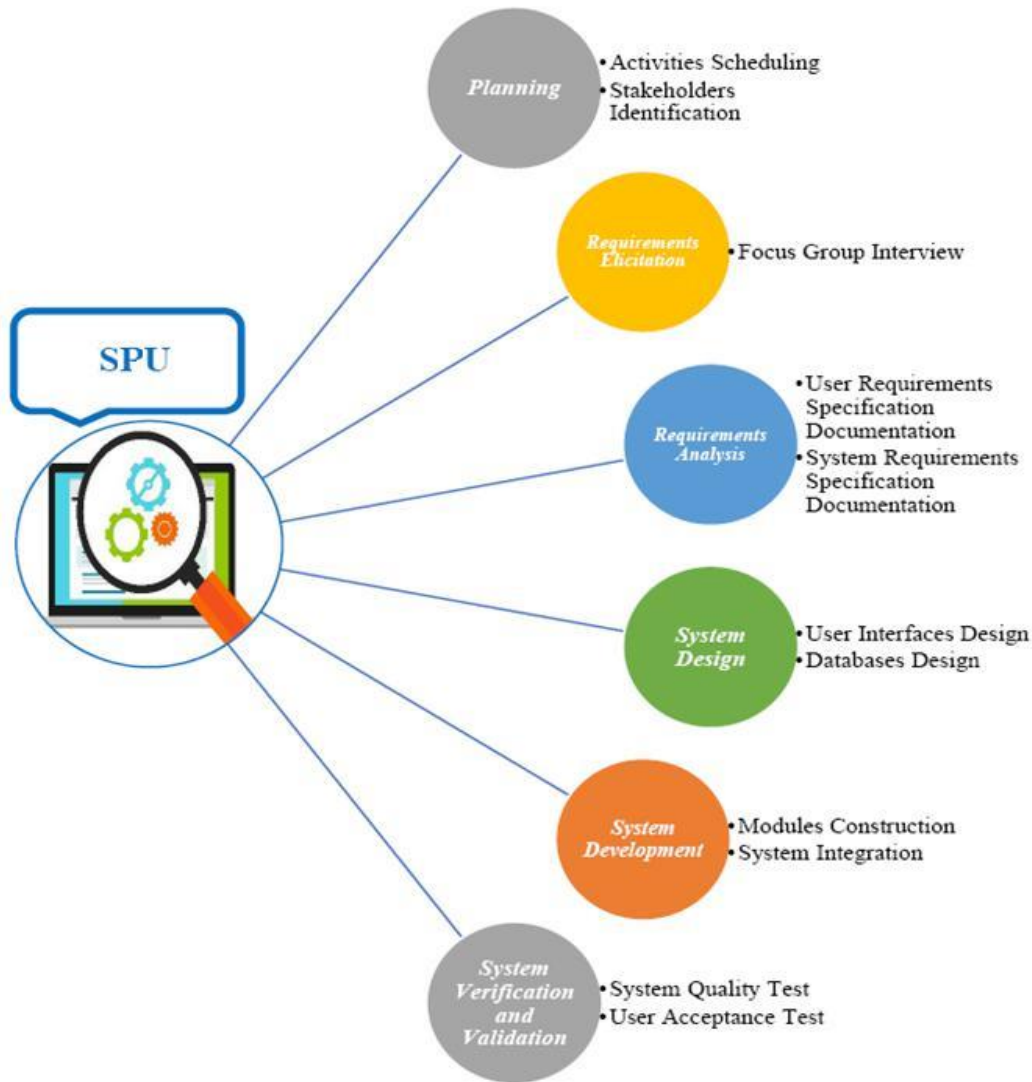 SPU
Planning
•Activities Scheduling
•Stakeholders
Identification
Requirements
Elicitation
•Focus Group Interview
Requirements
Analysis
•User Requirements
Specification
Documentation
•System Requirements
Specification
Documentation
System
Design
•User Interfaces Design
•Databases Design
System
Development
•Modules Construction
•System Integration
System
Verification
and
Validation
•System Quality Test
•User Acceptance Test